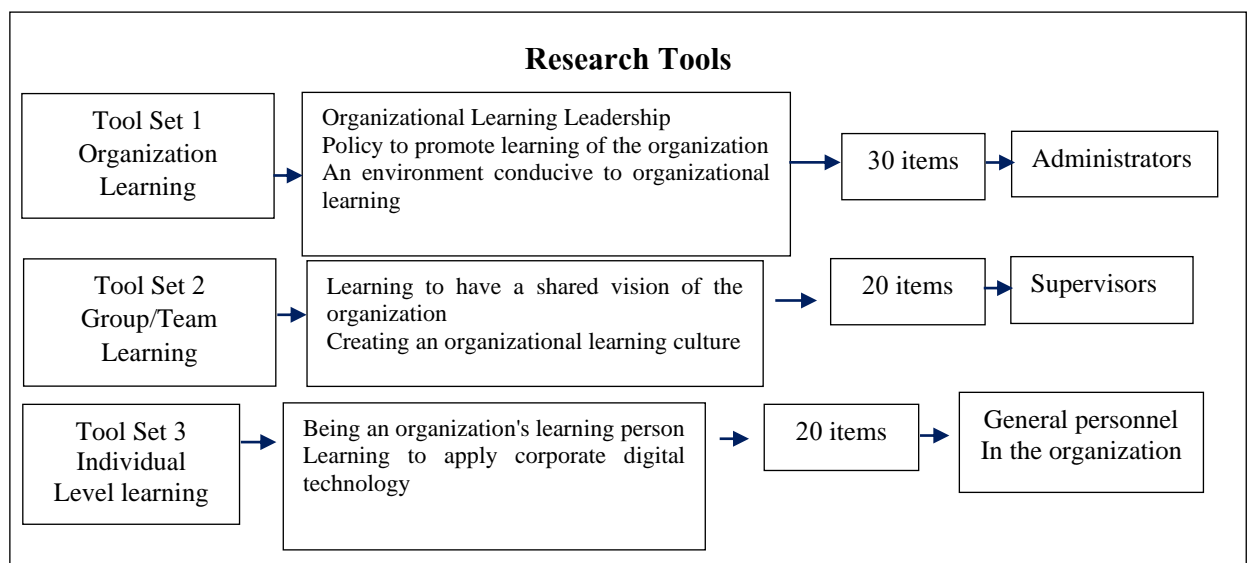 Research Tools
Tool Set 1
Organization
Learning
Organizational Learning Leadership
Policy to promote learning of the organization
An environment conducive to organizational
learning
30 items
Administrators
Tool Set 2
Group/Team
Learning
Learning to have a shared vision of the
organization
Creating an organizational learning culture
20 items
Supervisors
Tool Set 3
Individual
Level learning
Being an organization's learning person
Learning to apply corporate digital
technology
20 items
General personnel
In the organization